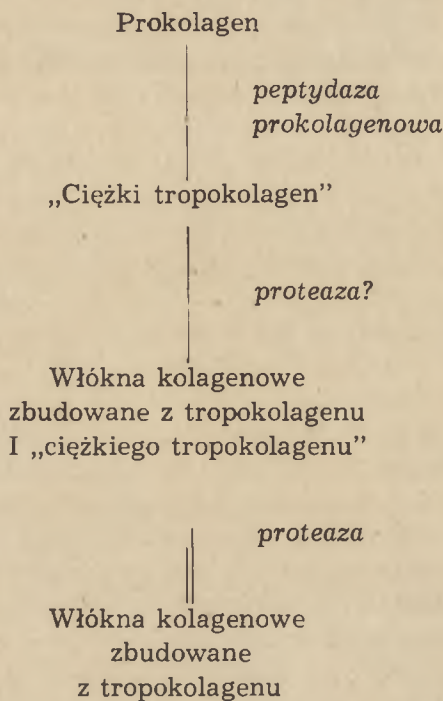 Prokolagen
peptydaza
prokolagenowa
„Ciężki tropokolagen”
proteaza?
Włókna kolagenowe
zbudowane z tropokolagenu
I „ciężkiego tropokolagenu”
proteaza
Włókna kolagenowe
zbudowane
z tropokolagenu